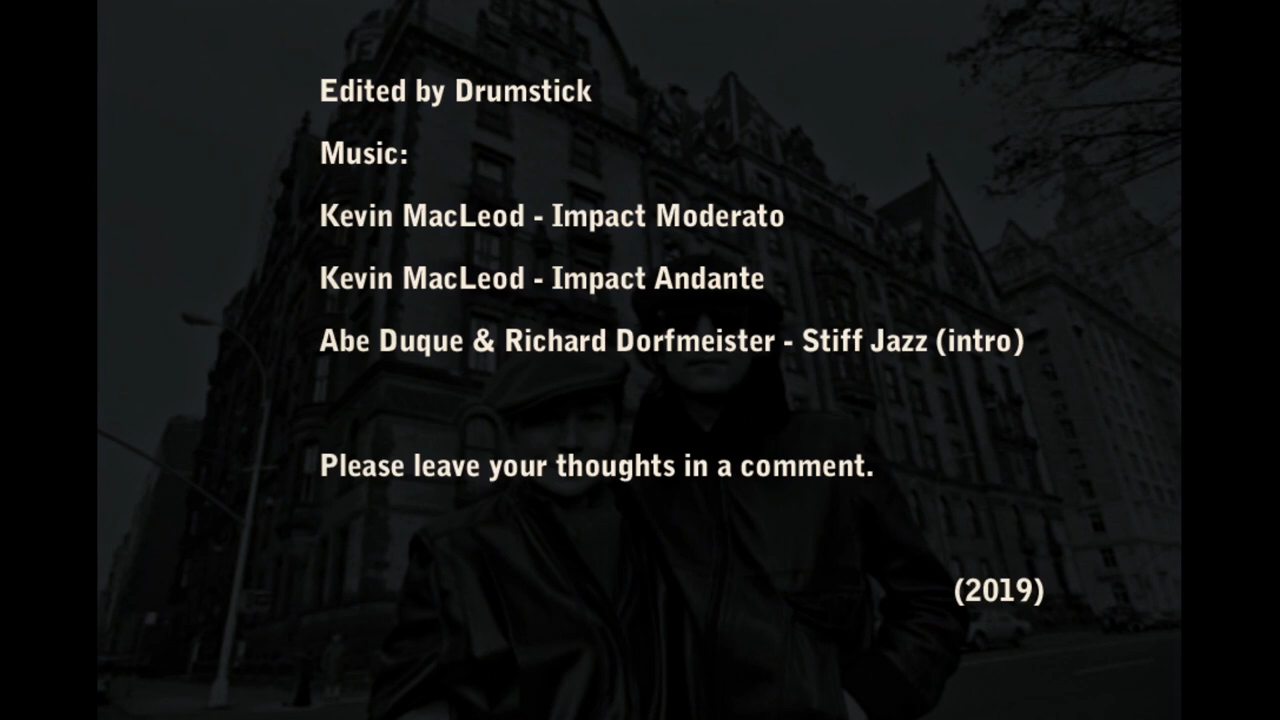 Edited by Drumstick
Music:
Kevin MacLeod - Impact Moderato
Kevin MacLeod - Impact Andante
Abe Duque & Richard Dorfmeister - Stiff Jazz (intro)
Please leave your thoughts in a comment.
(2019)